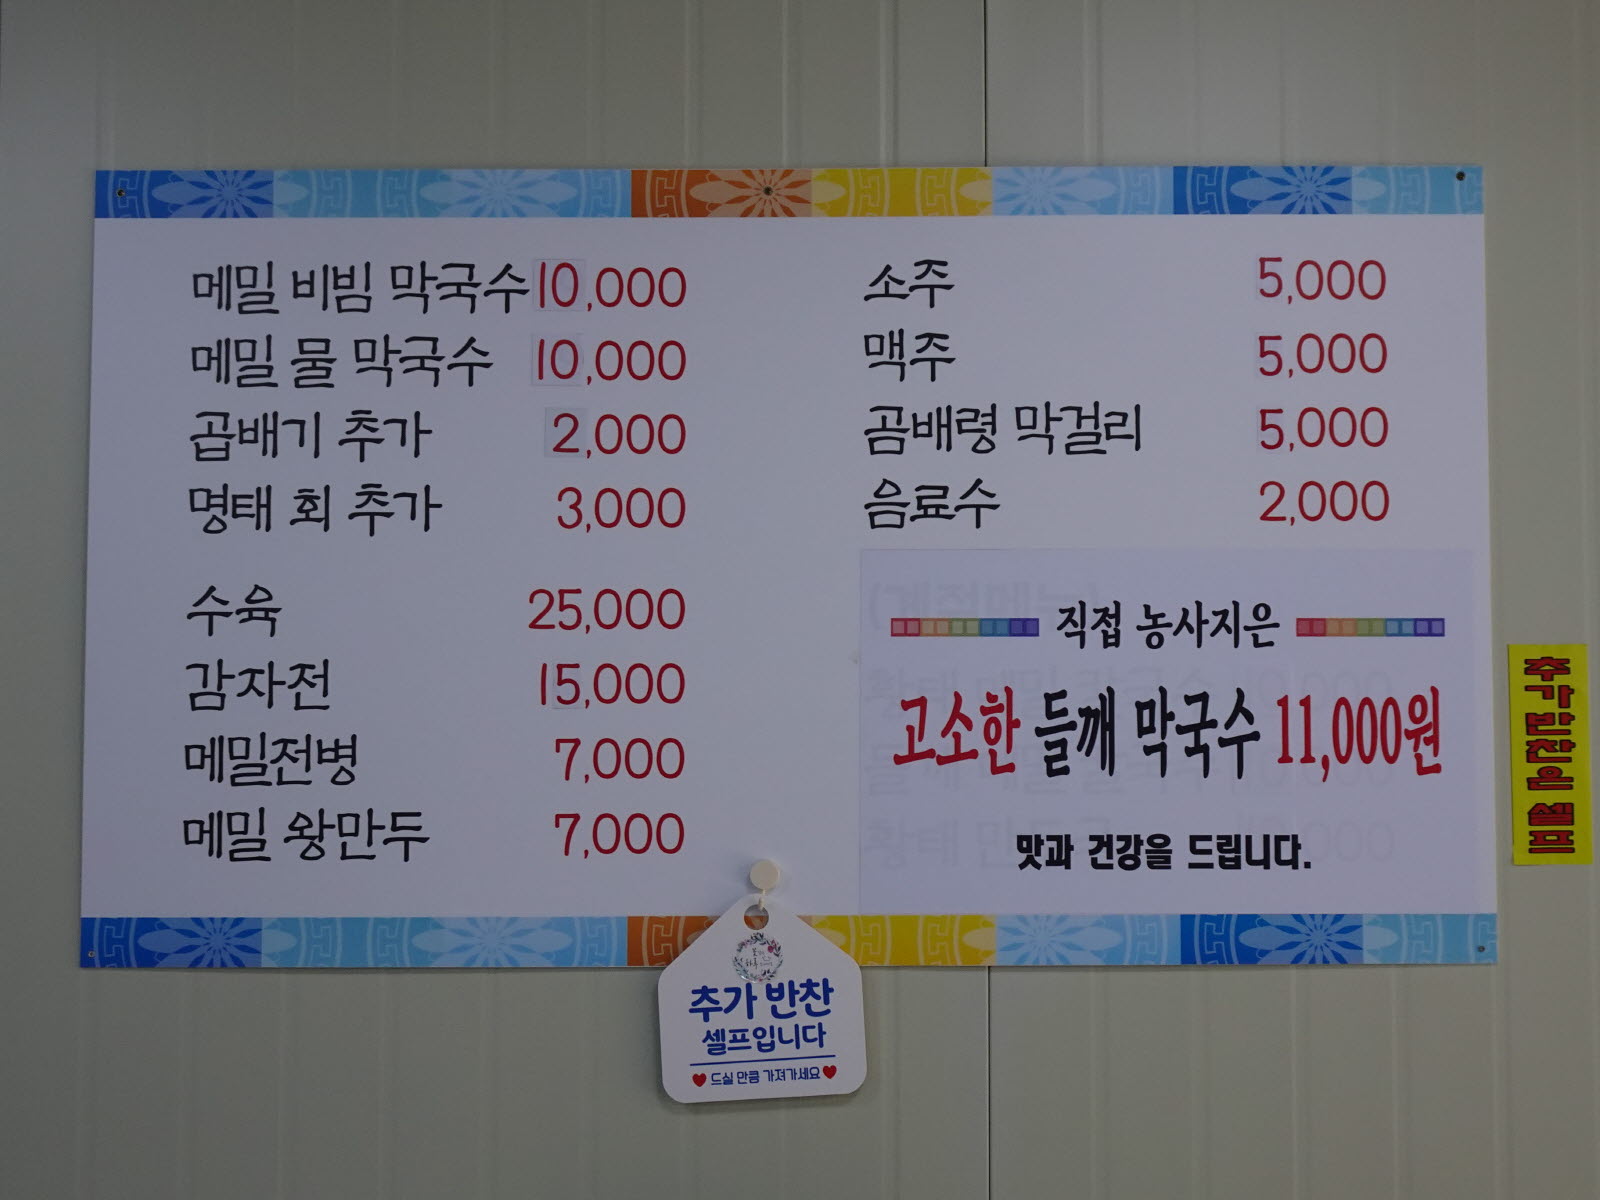 메밀 비빔 막국수 10,000
메밀 물 막국수 10,000
곱배기 추가 2,000
명태 회 추가 3,000
수육 25,000
감자전 15,000
메밀전병 7,000
메밀 왕만두 7,000
소주 5,000
맥주 5,000
곰배령 막걸리 5,000
음료수 2,000
직접 농사지은
고소한 들깨 막국수 11,000원
맛과 건강을 드립니다.
추가 반찬
셀프입니다
드실 만큼 가져가세요
추가반찬은 셀프